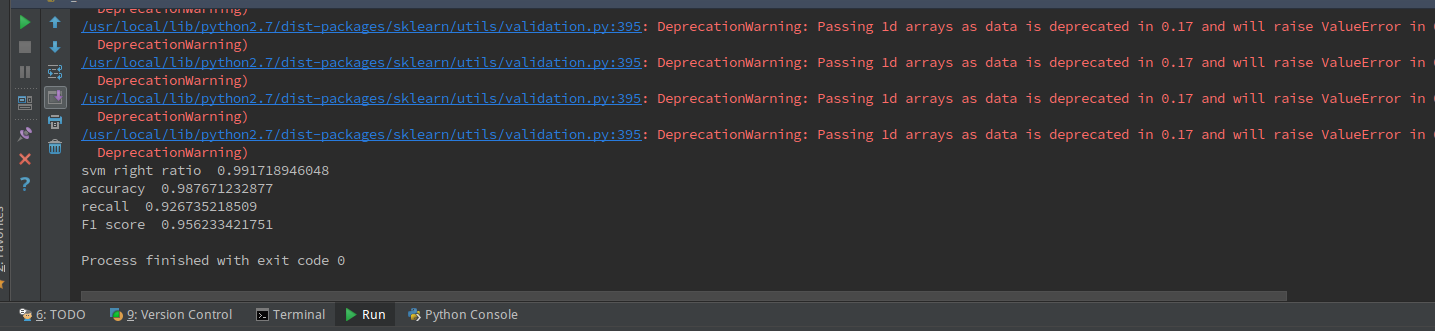 DeprecationWarning)
/usr/local/lib/python2.7/dist-packages/sklearn/utils/validation.py:395: DeprecationWarning: Passing 1d arrays as data is deprecated in 0.17 and will raise ValueError in
DeprecationWarning)
/usr/local/lib/python2.7/dist-packages/sklearn/utils/validation.py:395: DeprecationWarning: Passing 1d arrays as data is deprecated in 0.17 and will raise ValueError in
DeprecationWarning)
/usr/local/lib/python2.7/dist-packages/sklearn/utils/validation.py:395: DeprecationWarning: Passing 1d arrays as data is deprecated in 0.17 and will raise ValueError in
DeprecationWarning)
/usr/local/lib/python2.7/dist-packages/sklearn/utils/validation.py:395: DeprecationWarning: Passing 1d arrays as data is deprecated in 0.17 and will raise ValueError in
DeprecationWarning)
svm right ratio  0.991718946048
accuracy  0.987671232877
recall  0.926735218509
F1 score  0.956233421751
Process finished with exit code 0
6: TODO 9: Version Control Terminal Run Python Console